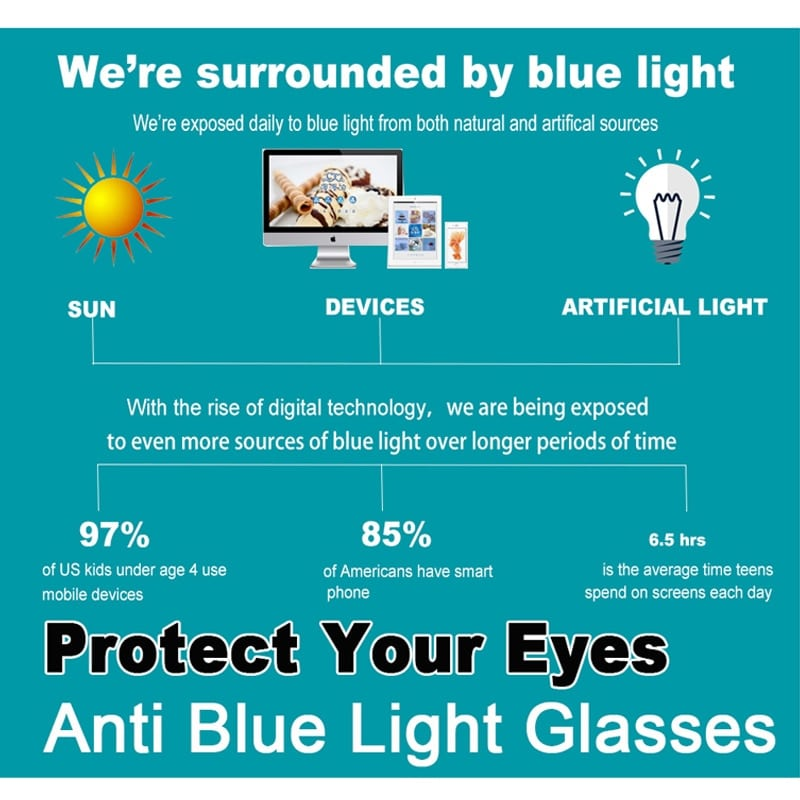 We're surrounded by blue light
We're exposed daily to blue light from both natural and artifical sources
SUN
DEVICES
ARTIFICIAL LIGHT
With the rise of digital technology, we are being exposed
to even more sources of blue light over longer periods of time
97%
of US kids under age 4 use
mobile devices
85%
of Americans have smart
phone
6.5 hrs
is the average time teens
spend on screens each day
Protect Your Eyes
Anti Blue Light Glasses